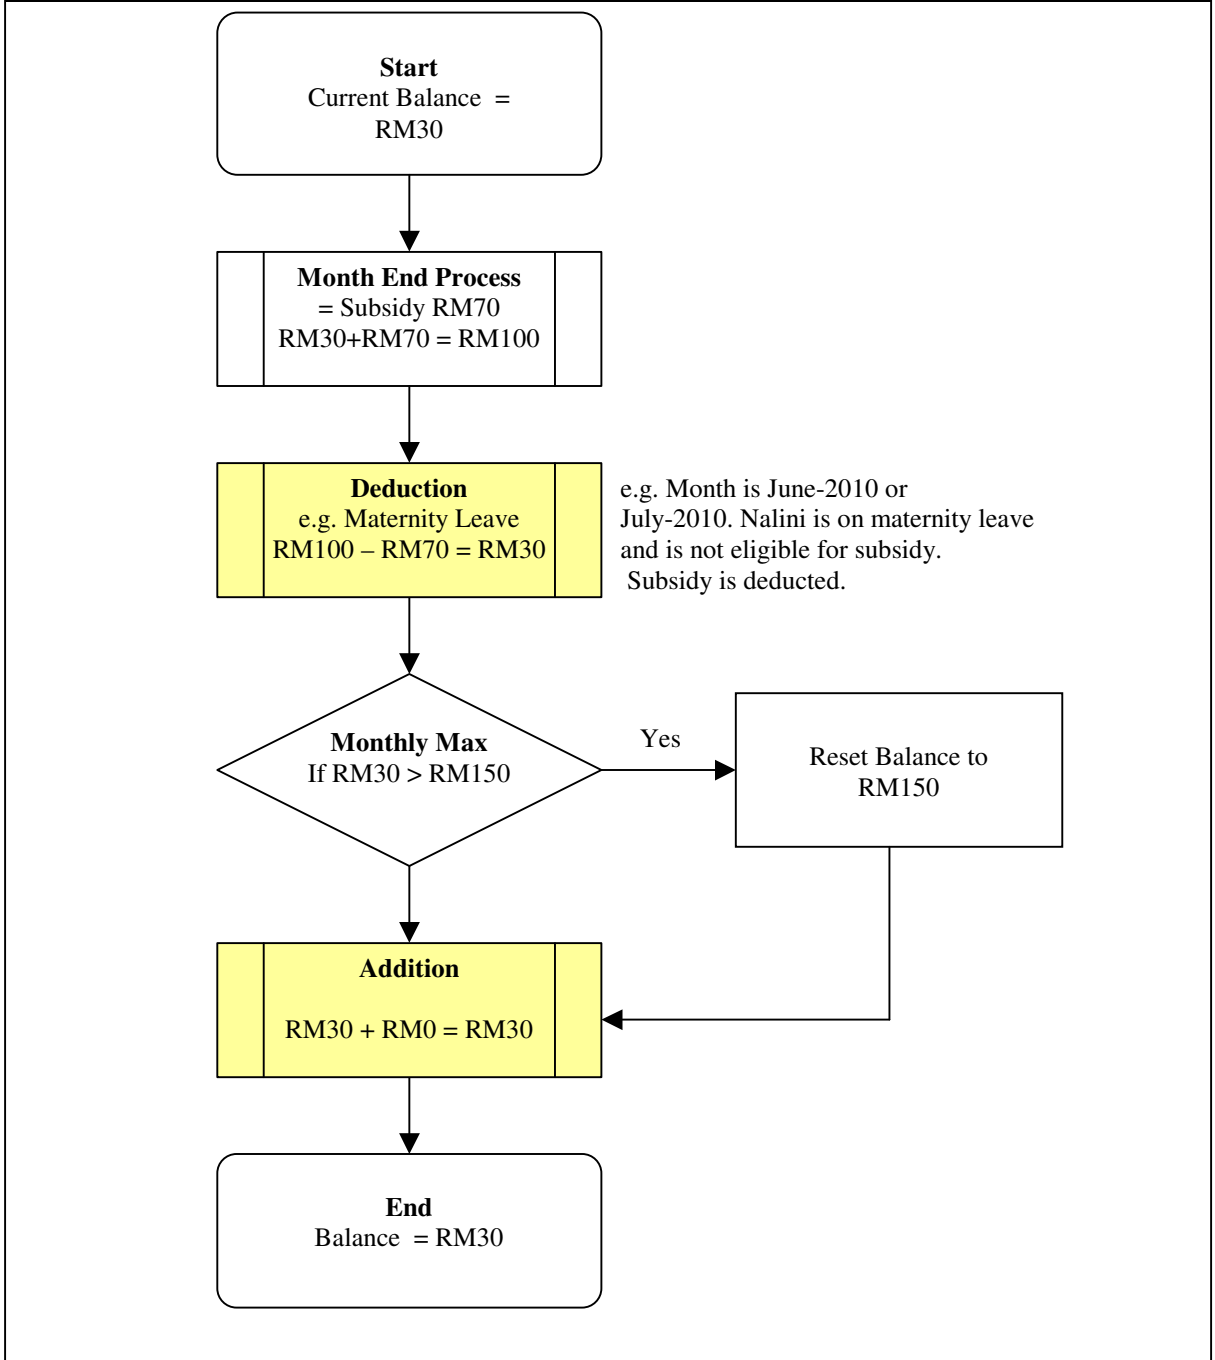 Start
Current Balance  =
RM30
Month End Process
= Subsidy RM70
RM30+RM70 = RM100
Deduction
e.g. Maternity Leave
RM100 – RM70 = RM30
e.g. Month is June-2010 or
July-2010. Nalini is on maternity leave
and is not eligible for subsidy.
Subsidy is deducted.
Monthly Max
If RM30 > RM150
Yes
Reset Balance to
RM150
Addition
RM30 + RM0 = RM30
End
Balance  = RM30